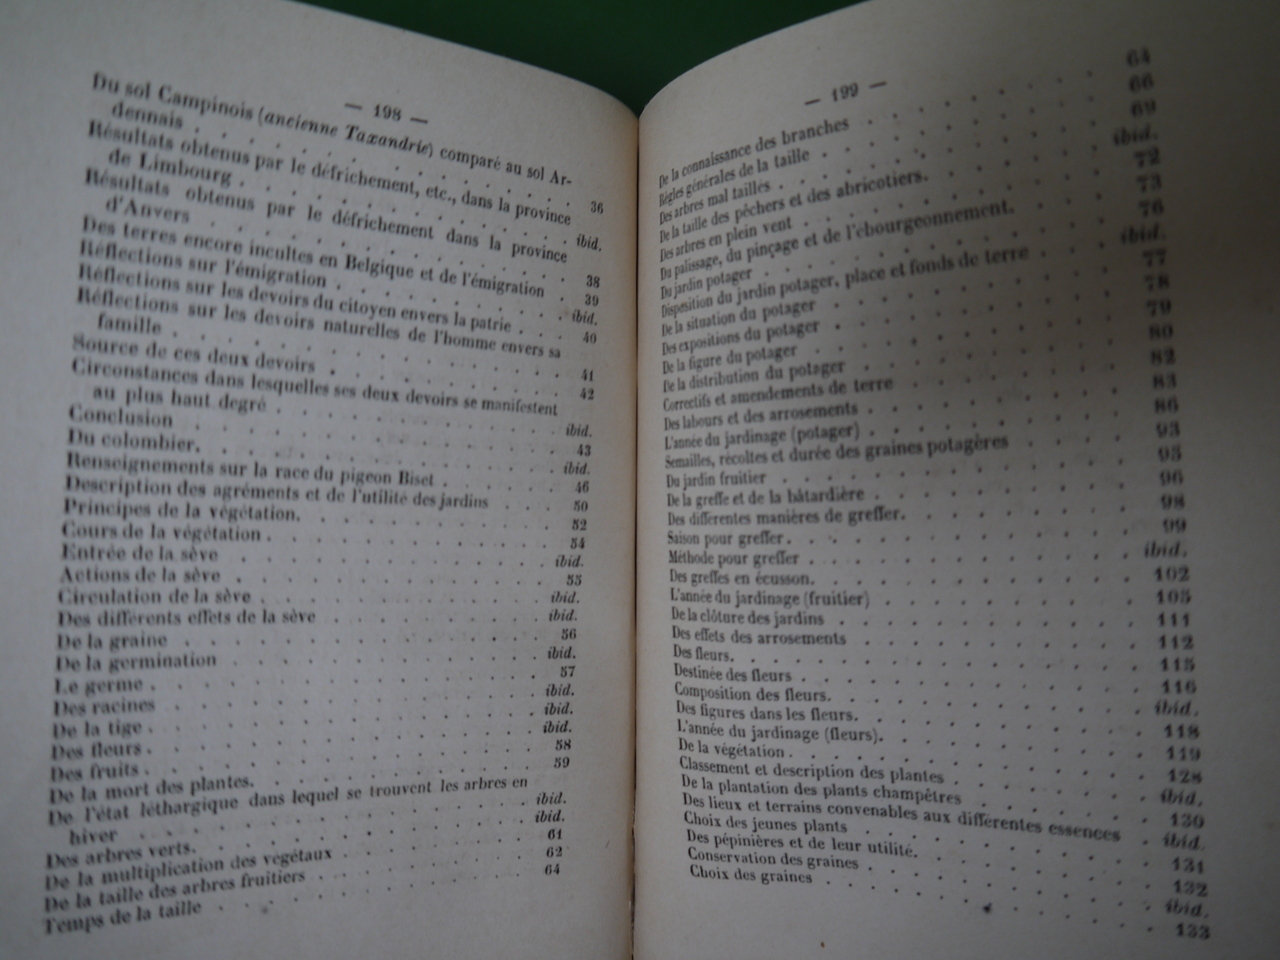 — 198 —
Du sol Campinois (ancienne Taxandrie) comparé au sol Ar-
dennais . . . . . . . . . . 36
Résultats obtenus par le défrichement, etc., dans la province
de Limbourg . . . . . . . . . . ibid.
Résultats obtenus par le défrichement dans la province
d'Anvers . . . . . . . . . . 38
Des terres encore incultes en Belgique et de l'émigration . 39
Réflections sur l'émigration . . . . . . . ibid.
Réflections sur les devoirs du citoyen envers la patrie . . . 40
Réflections sur les devoirs naturelles de l'homme envers sa
famille . . . . . . . . . . 41
Source de ces deux devoirs . . . . . . . 42
Circonstances dans lesquelles ses deux devoirs se manifestent
au plus haut degré . . . . . . . . ibid.
Conclusion . . . . . . . . . . 43
Du colombier. . . . . . . . . . ibid.
Renseignements sur la race du pigeon Biset . . . . 46
Description des agréments et de l'utilité des jardins . . . 50
Principes de la végétation. . . . . . . . 52
Cours de la végétation . . . . . . . . 54
Entrée de la sève . . . . . . . . ibid.
Actions de la sève . . . . . . . . 55
Circulation de la sève . . . . . . . . ibid.
Des différents effets de la sève . . . . . . ibid.
De la graine . . . . . . . . . . 56
De la germination . . . . . . . . ibid.
Le germe . . . . . . . . . . 57
Des racines . . . . . . . . . . ibid.
De la tige . . . . . . . . . . ibid.
Des fleurs . . . . . . . . . . ibid.
Des fruits . . . . . . . . . . 58
De la mort des plantes. . . . . . . . 59
De l'état léthargique dans lequel se trouvent les arbres en
hiver . . . . . . . . . . ibid.
Des arbres verts. . . . . . . . . ibid.
De la multiplication des végétaux . . . . . . 61
De la taille des arbres fruitiers . . . . . . 62
Temps de la taille . . . . . . . . 64
— 199 —
De la connaissance des branches . . . . . . 64
Règles générales de la taille . . . . . . . 66
Des arbres mal taillés . . . . . . . . 69
De la taille des pêchers et des abricotiers. . . . . ibid.
Des arbres en plein vent . . . . . . . 72
Du palissage, du pinçage et de l'ébourgeonnement. . . 73
Du jardin potager . . . . . . . . 76
Disposition du jardin potager, place et fonds de terre . . ibid.
De la situation du potager . . . . . . . 77
Des expositions du potager . . . . . . . 78
De la figure du potager . . . . . . . 79
De la distribution du potager . . . . . . 80
Correctifs et amendements de terre . . . . . 82
Des labours et des arrosements . . . . . . 83
L'année du jardinage (potager) . . . . . . 86
Semailles, récoltes et durée des graines potagères . . . 93
Du jardin fruitier . . . . . . . . 95
De la greffe et de la bâtardière . . . . . . 96
Des différentes manières de greffer. . . . . . 98
Saison pour greffer. . . . . . . . . 99
Méthode pour greffer . . . . . . . . ibid.
Des greffes en écusson. . . . . . . . 102
L'année du jardinage (fruitier) . . . . . . 105
De la clôture des jardins . . . . . . . 111
Des effets des arrosements . . . . . . . 112
Des fleurs. . . . . . . . . . 115
Destinée des fleurs . . . . . . . . 116
Composition des fleurs. . . . . . . . ibid.
Des figures dans les fleurs. . . . . . . 118
L'année du jardinage (fleurs). . . . . . . 119
De la végétation . . . . . . . . . 128
Classement et description des plantes . . . . . ibid.
De la plantation des plants champêtres . . . . . 130
Des lieux et terrains convenables aux différentes essences . ibid.
Choix des jeunes plants . . . . . . . 131
Des pépinières et de leur utilité. . . . . . 132
Conservation des graines . . . . . . . ibid.
Choix des graines . . . . . . . . 133